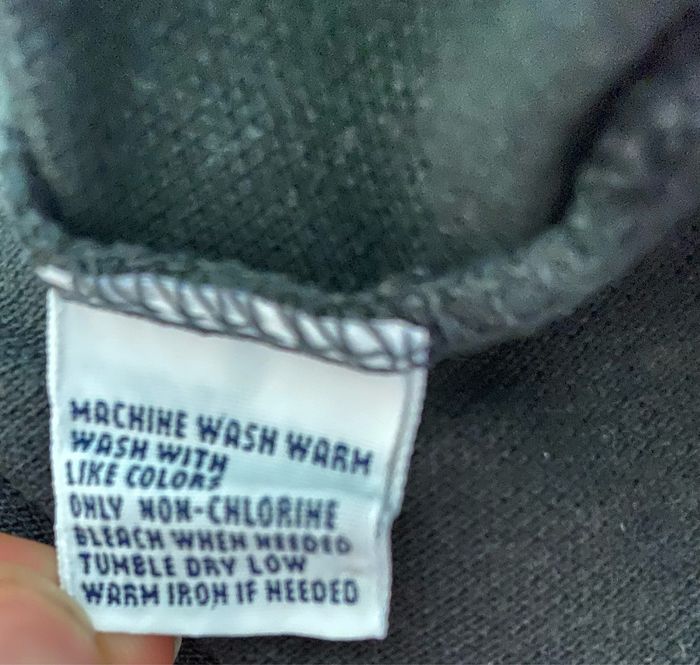 MACHINE WASH WARM
WASH WITH
LIKE COLORS
ONLY NON-CHLORINE
BLEACH WHEN NEEDED
TUMBLE DRY LOW
WARM IRON IF NEEDED